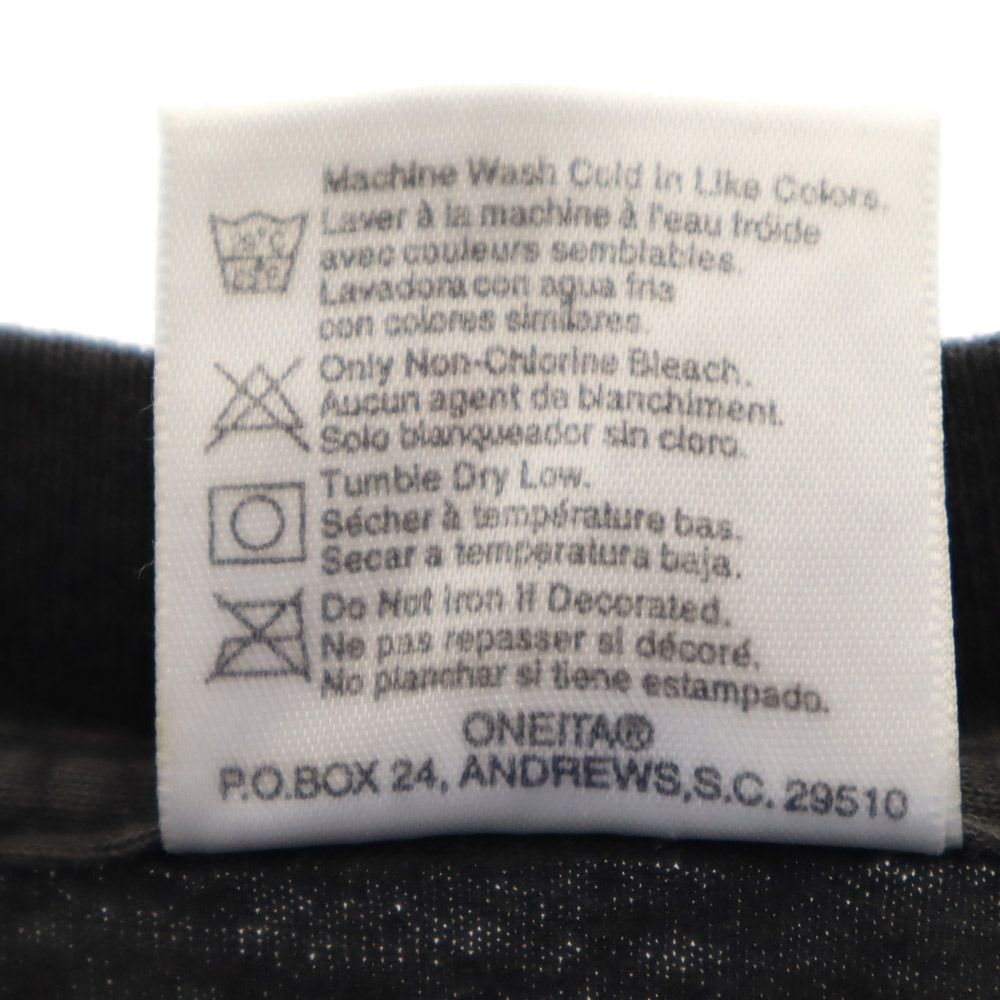 Machine Wash Cold in Like Colors.
Laver à la machine à l'eau fróide
avec couleurs semblables.
Lavadora con agua fria
con colores similares.
Only Non-Chlorine Bleach.
Aucun agent de blanchiment.
Solo blanqueador sin cloro.
Tumble Dry Low.
Sécher à température bas.
Secar a temperatura baja.
Do Not Iron If Decorated.
Ne pas repasser si décoré.
No planchar si tiene estampado.
ONEITA®
P.O.BOX 24, ANDREWS,S.C. 29510